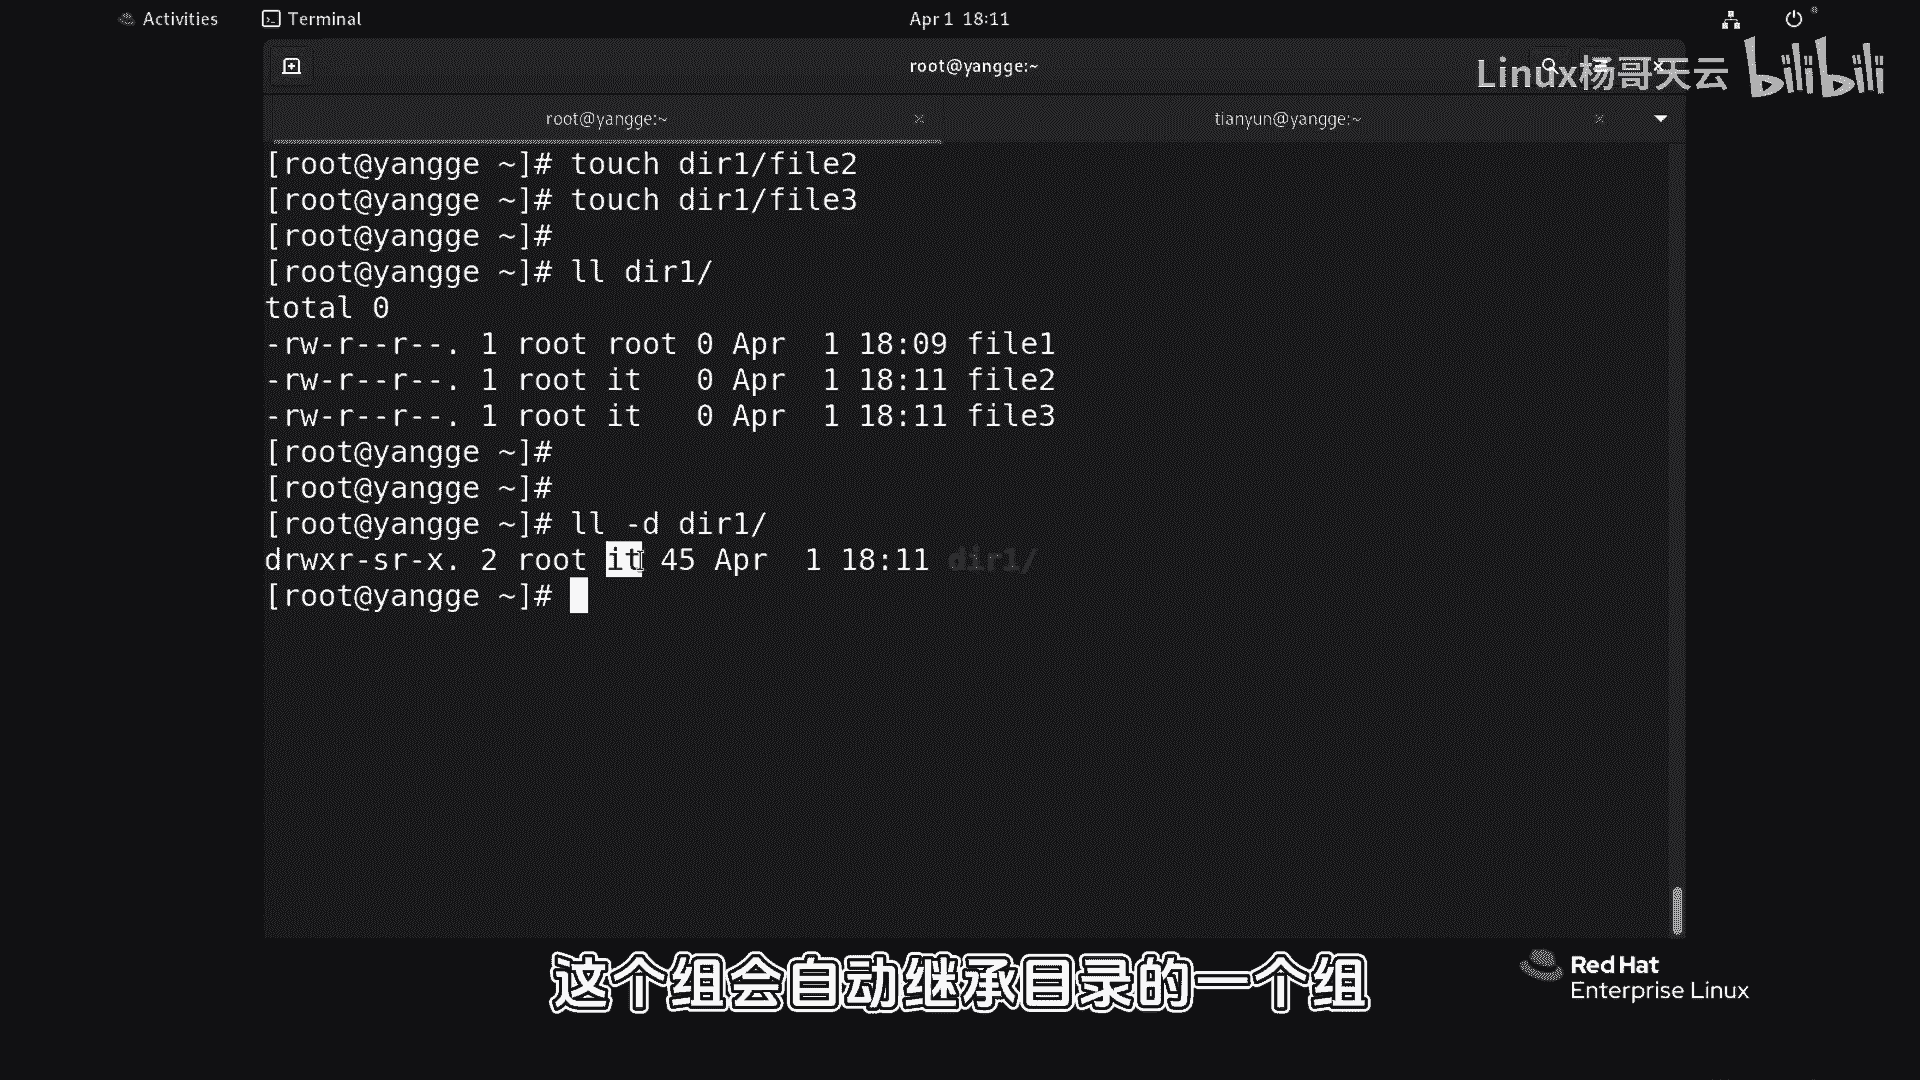 Activities
Terminal
Apr 1 18:11
root@yangge:~
Linux杨哥天云 bilibili
root@yangge:~
tianyun@yangge:~
[root@yangge ~]# touch dir1/file2
[root@yangge ~]# touch dir1/file3
[root@yangge ~]#
[root@yangge ~]# ll dir1/
total 0
-rw-r--r--. 1 root root 0 Apr  1 18:09 file1
-rw-r--r--. 1 root it   0 Apr  1 18:11 file2
-rw-r--r--. 1 root it   0 Apr  1 18:11 file3
[root@yangge ~]#
[root@yangge ~]#
[root@yangge ~]# ll -d dir1/
drwxr-sr-x. 2 root it 45 Apr  1 18:11 dir1/
[root@yangge ~]#
这个组会自动继承目录的一个组
Red Hat
Enterprise Linux